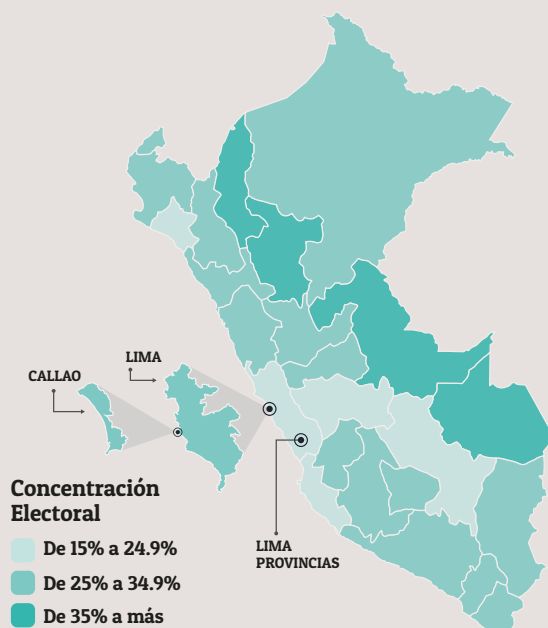 CALLAO
LIMA
LIMA
PROVINCIAS
Concentración
Electoral
De 15% a 24.9%
De 25% a 34.9%
De 35% a más